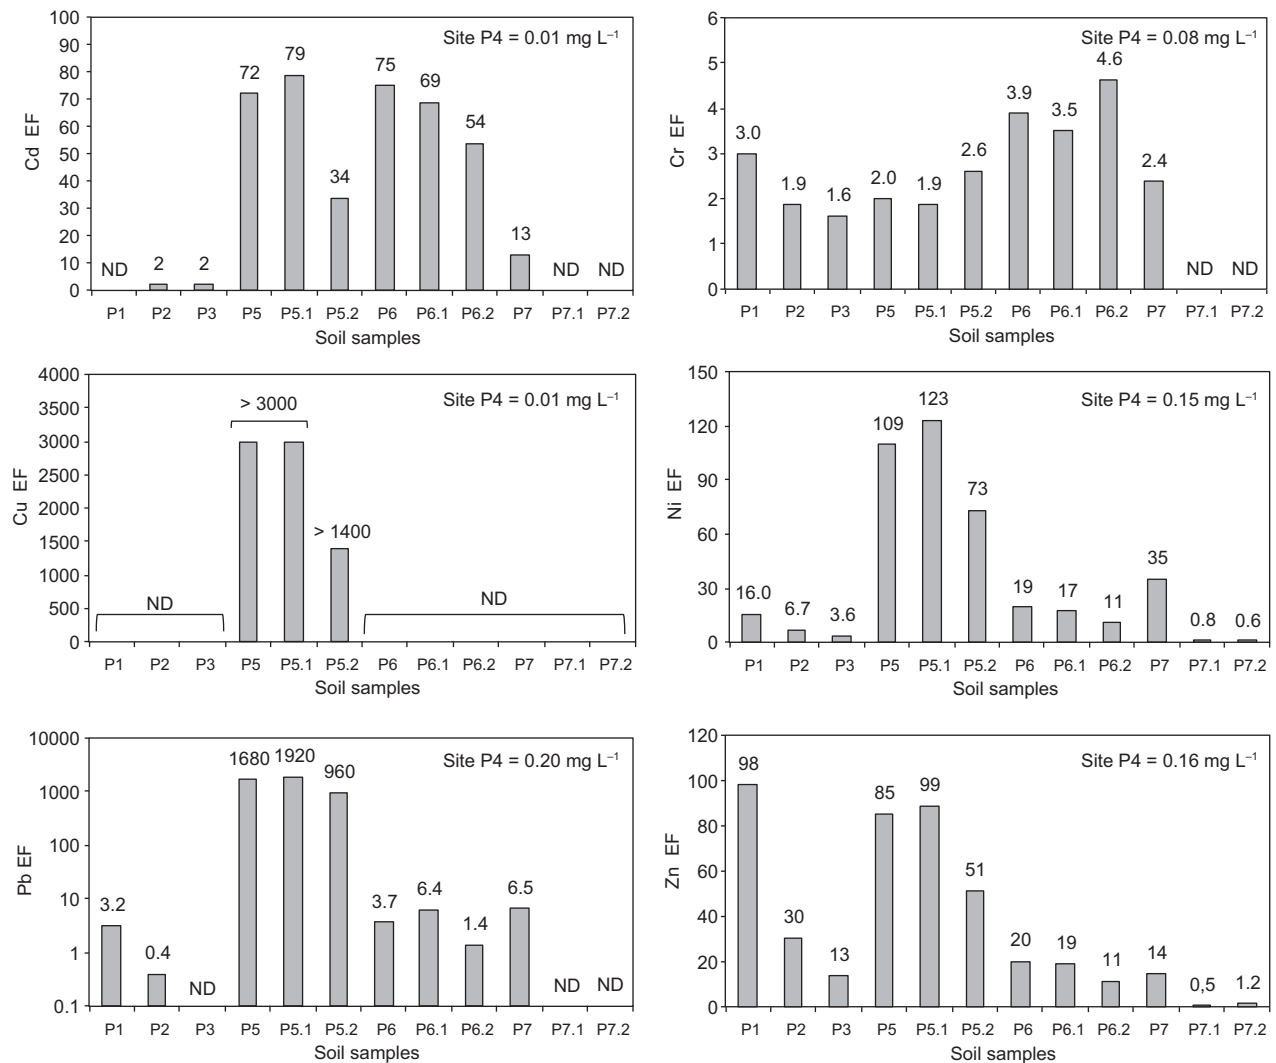 100
90
80
70
60
50
40
30
20
10
0
Cd EF
Site P4 = 0.01 mg L⁻¹
ND
2
2
72
79
34
75
69
54
13
ND
ND
P1 P2 P3 P5 P5.1 P5.2 P6 P6.1 P6.2 P7 P7.1 P7.2
Soil samples
6
5
4
3
2
1
0
Cr EF
Site P4 = 0.08 mg L⁻¹
3.0
1.9
1.6
2.0
1.9
2.6
3.9
3.5
4.6
2.4
ND
ND
P1 P2 P3 P5 P5.1 P5.2 P6 P6.1 P6.2 P7 P7.1 P7.2
Soil samples
4000
3500
3000
2500
2000
1500
1000
500
0
Cu EF
Site P4 = 0.01 mg L⁻¹
ND
> 3000
> 1400
ND
P1 P2 P3 P5 P5.1 P5.2 P6 P6.1 P6.2 P7 P7.1 P7.2
Soil samples
150
120
90
60
30
0
Ni EF
Site P4 = 0.15 mg L⁻¹
16.0
6.7
3.6
109
123
73
19
17
11
35
0.8
0.6
P1 P2 P3 P5 P5.1 P5.2 P6 P6.1 P6.2 P7 P7.1 P7.2
Soil samples
10000
1000
100
10
1
0.1
Pb EF
Site P4 = 0.20 mg L⁻¹
3.2
0.4
ND
1680
1920
960
3.7
6.4
1.4
6.5
ND
ND
P1 P2 P3 P5 P5.1 P5.2 P6 P6.1 P6.2 P7 P7.1 P7.2
Soil samples
120
100
80
60
40
20
0
Zn EF
Site P4 = 0.16 mg L⁻¹
98
30
13
85
99
51
20
19
11
14
0,5
1.2
P1 P2 P3 P5 P5.1 P5.2 P6 P6.1 P6.2 P7 P7.1 P7.2
Soil samples